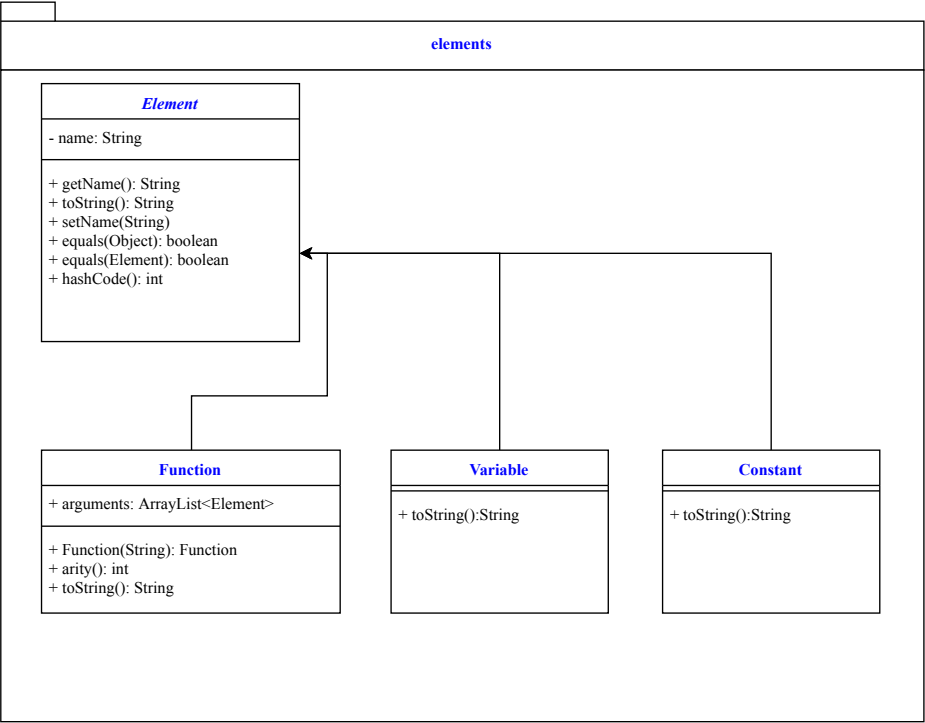 elements
Element
- name: String
+ getName(): String
+ toString(): String
+ setName(String)
+ equals(Object): boolean
+ equals(Element): boolean
+ hashCode(): int
Function
+ arguments: ArrayList<Element>
+ Function(String): Function
+ arity(): int
+ toString(): String
Variable
+ toString():String
Constant
+ toString():String